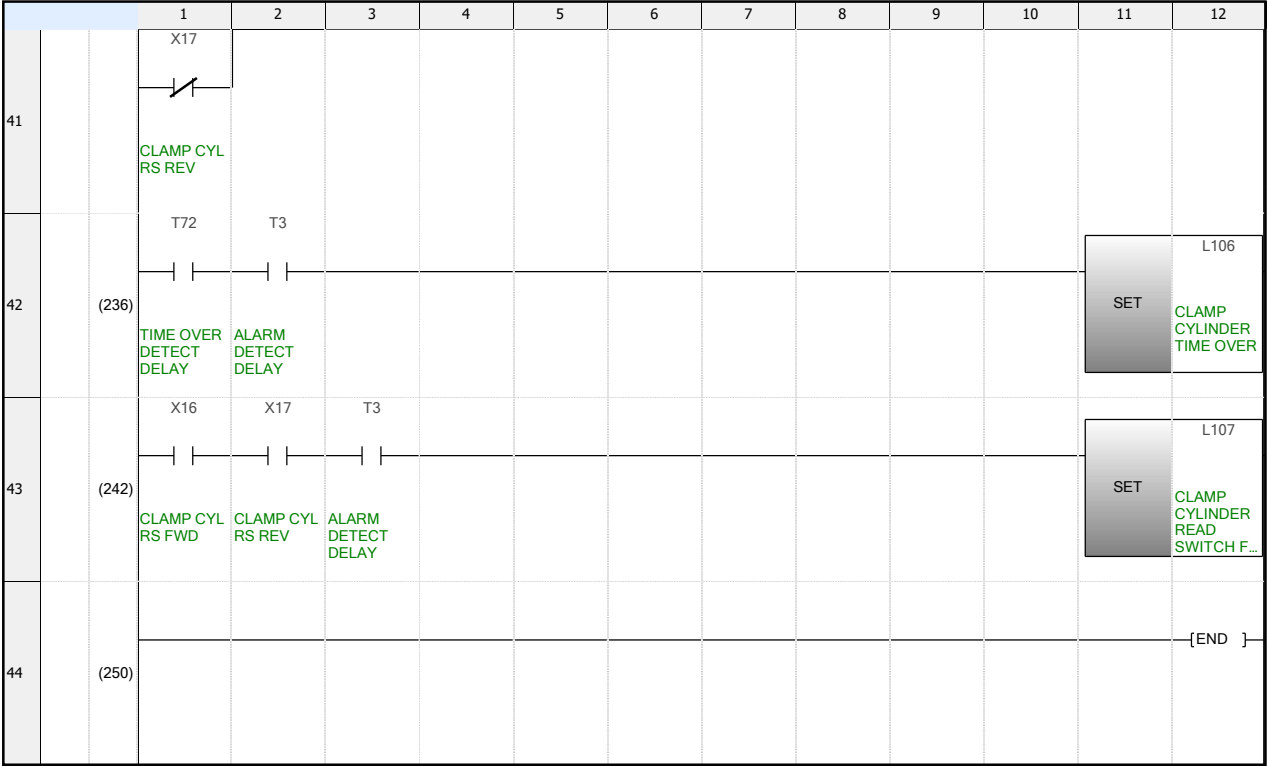 1 2 3 4 5 6 7 8 9 10 11 12
X17
41
CLAMP CYL
RS REV
T72 T3
L106
42 (236)
SET
CLAMP
CYLINDER
TIME OVER
TIME OVER
DETECT
DELAY
ALARM
DETECT
DELAY
X16 X17 T3
L107
43 (242)
SET
CLAMP
CYLINDER
READ
SWITCH F...
CLAMP CYL
RS FWD
CLAMP CYL
RS REV
ALARM
DETECT
DELAY
[END ]
44 (250)